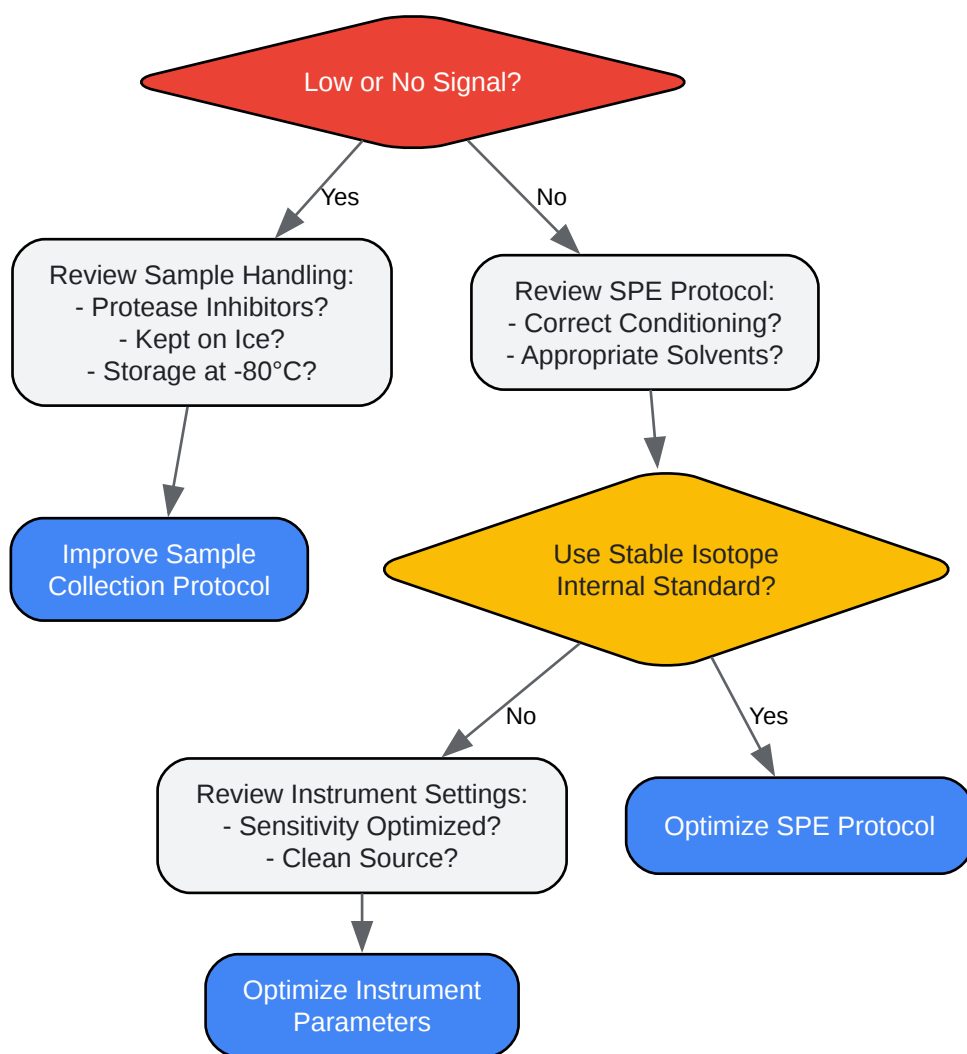 Low or No Signal?
Yes
No
Review Sample Handling:
- Protease Inhibitors?
- Kept on Ice?
- Storage at -80°C?
Review SPE Protocol:
- Correct Conditioning?
- Appropriate Solvents?
Improve Sample
Collection Protocol
Use Stable Isotope
Internal Standard?
No
Yes
Review Instrument Settings:
- Sensitivity Optimized?
- Clean Source?
Optimize SPE Protocol
Optimize Instrument
Parameters